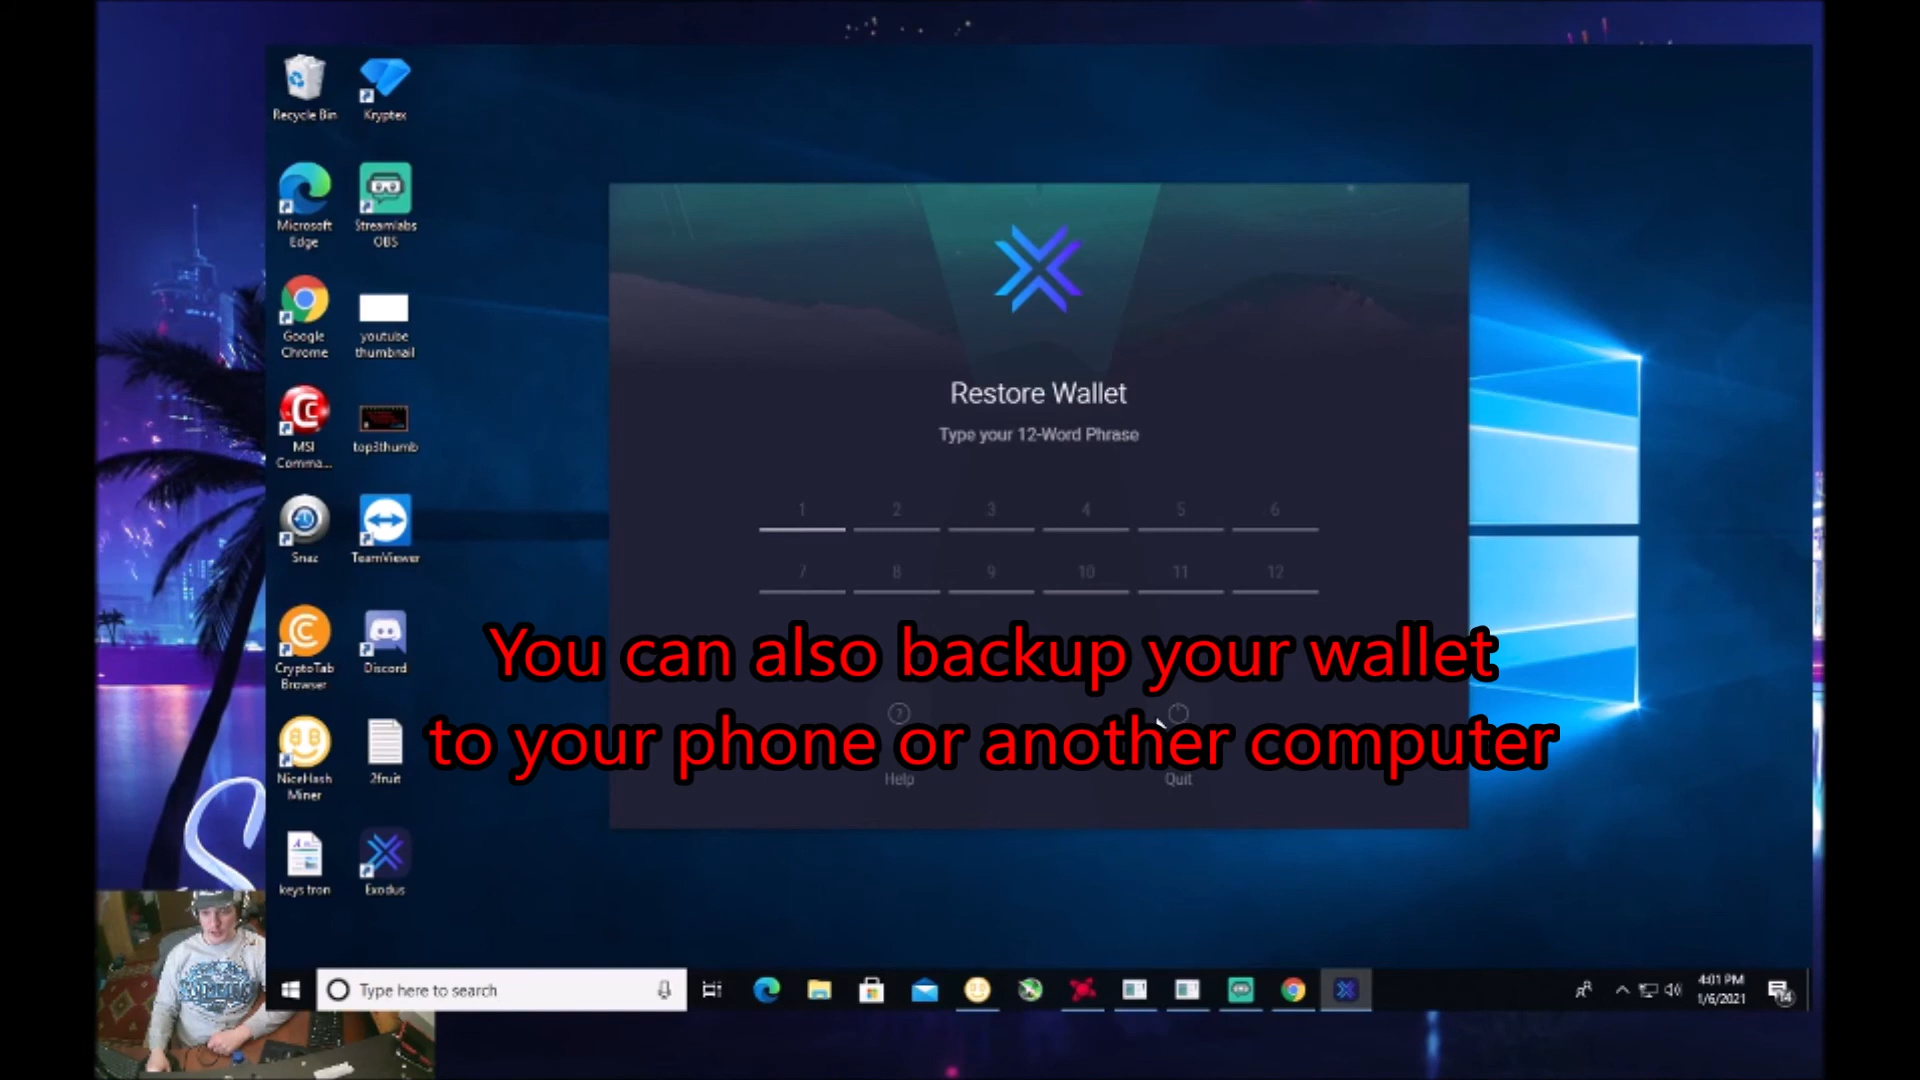 Recycle Bin
Kryptex
Microsoft
Edge
Streamlabs
OBS
Google
Chrome
youtube
thumbnail
MSI
Comma...
top3thumb
Snaz
TeamViewer
CryptoTab
Browser
Discord
NiceHash
Miner
2fruit
keys tron
Exodus
Restore Wallet
Type your 12-Word Phrase
1 2 3 4 5 6
7 8 9 10 11 12
You can also backup your wallet
to your phone or another computer
Help
Quit
Type here to search
4:01 PM
1/6/2021
14